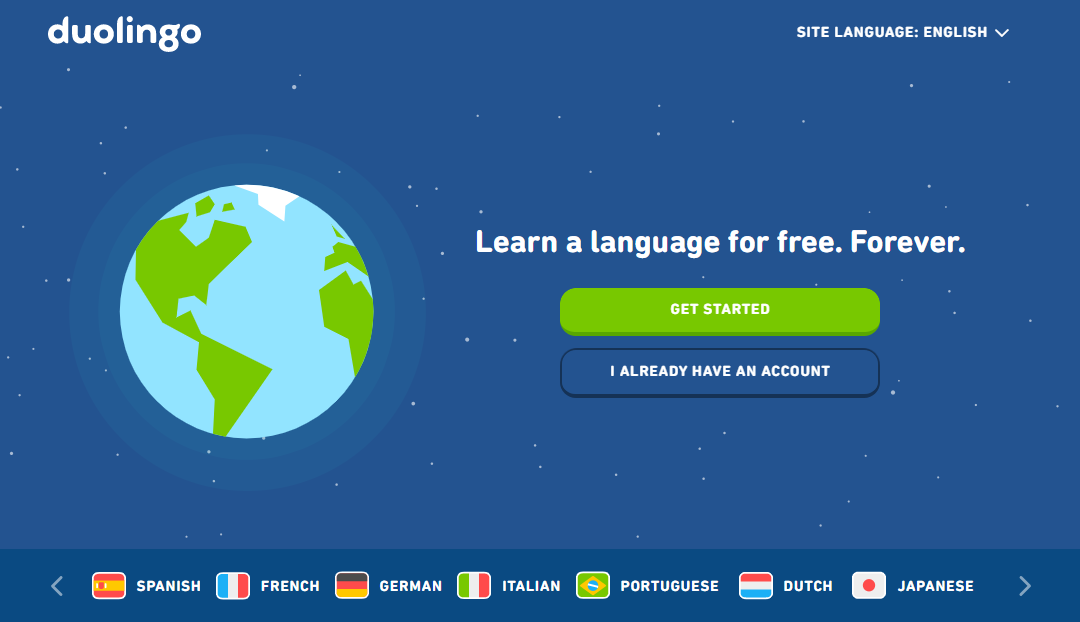 duolingo
SITE LANGUAGE: ENGLISH
Learn a language for free. Forever.
GET STARTED
I ALREADY HAVE AN ACCOUNT
SPANISH FRENCH GERMAN ITALIAN PORTUGUESE DUTCH JAPANESE